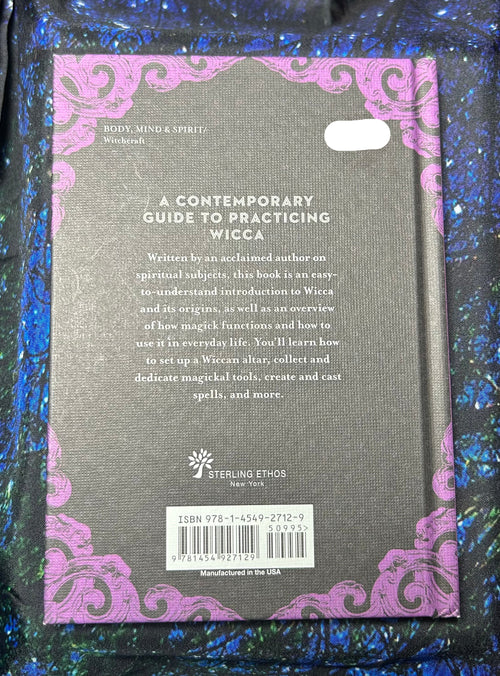 BODY, MIND & SPIRIT/
Witchcraft
A CONTEMPORARY
GUIDE TO PRACTICING
WICCA
Written by an acclaimed author on
spiritual subjects, this book is an easy-
to-understand introduction to Wicca
and its origins, as well as an overview
of how magick functions and how to
use it in everyday life. You'll learn how
to set up a Wiccan altar, collect and
dedicate magickal tools, create and cast
spells, and more.
STERLING ETHOS
New York
ISBN 978-1-4549-2712-9
50995>
9 781454 927129
Manufactured in the USA